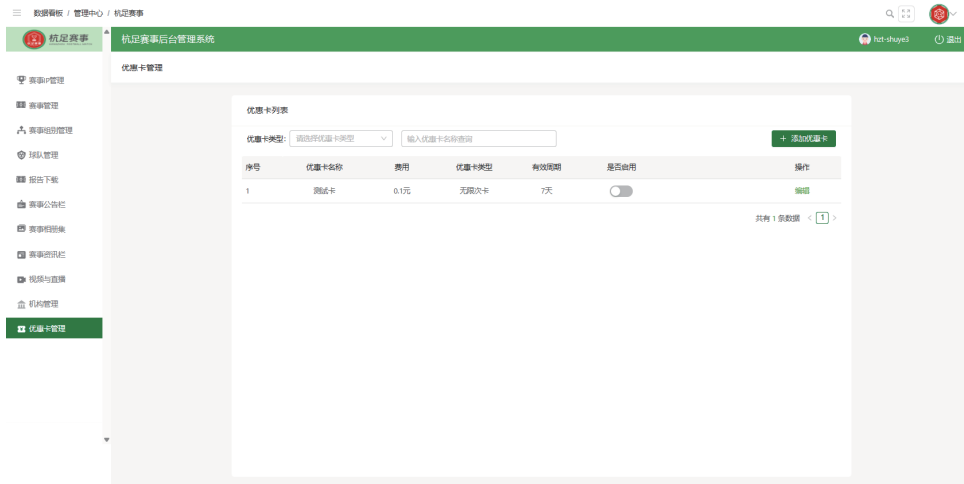 数据看板 / 管理中心 / 杭足赛事
杭足赛事
杭足赛事后台管理系统
hzt-shuye3
退出
优惠卡管理
赛事IP管理
赛事管理
赛事组别管理
球队管理
报告下载
赛事公告栏
赛事相册集
赛事资讯栏
视频与直播
机构管理
优惠卡管理
优惠卡列表
优惠卡类型: 请选择优惠卡类型 输入优惠卡名称查询 + 添加优惠卡
序号 优惠卡名称 费用 优惠卡类型 有效周期 是否启用 操作
1 测试卡 0.1元 无限次卡 7天 编辑
共有 1 条数据 < 1 >